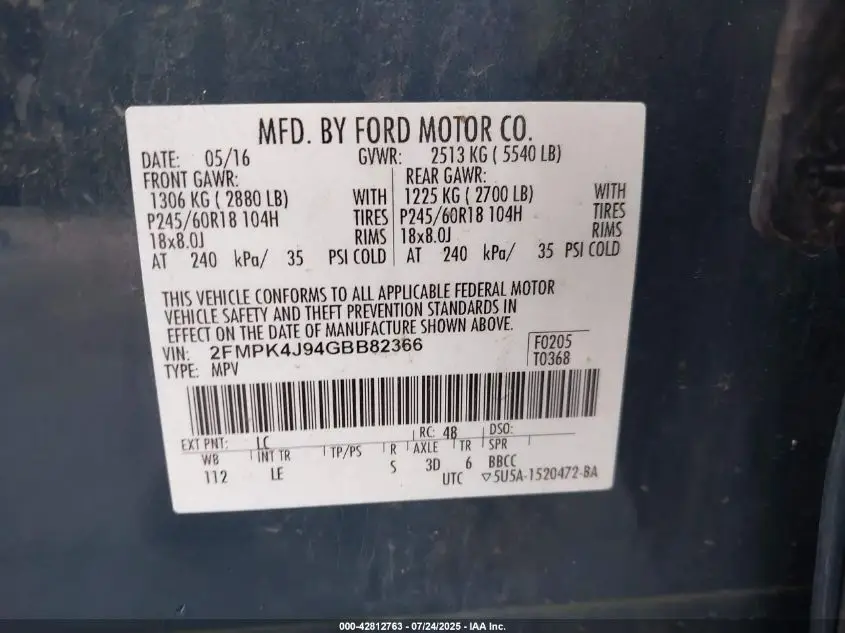 MFD. BY FORD MOTOR CO.
DATE: 05/16 GVWR: 2513 KG ( 5540 LB)
FRONT GAWR: REAR GAWR:
1306 KG ( 2880 LB) WITH 1225 KG ( 2700 LB) WITH
P245/60R18 104H TIRES P245/60R18 104H TIRES
18x8.0J RIMS 18x8.0J RIMS
AT 240 kPa/ 35 PSI COLD AT 240 kPa/ 35 PSI COLD
THIS VEHICLE CONFORMS TO ALL APPLICABLE FEDERAL MOTOR
VEHICLE SAFETY AND THEFT PREVENTION STANDARDS IN
EFFECT ON THE DATE OF MANUFACTURE SHOWN ABOVE.
VIN: 2FMPK4J94GBB82366 F0205
TYPE: MPV T0368
EXT PNT: LC RC: 48 DSO:
WB INT TR TP/PS R AXLE TR SPR
112 LE S 3D 6 BBCC
UTC ▽5U5A-1520472-BA
000-42812763 / 07/24/2025 - IAA Inc.